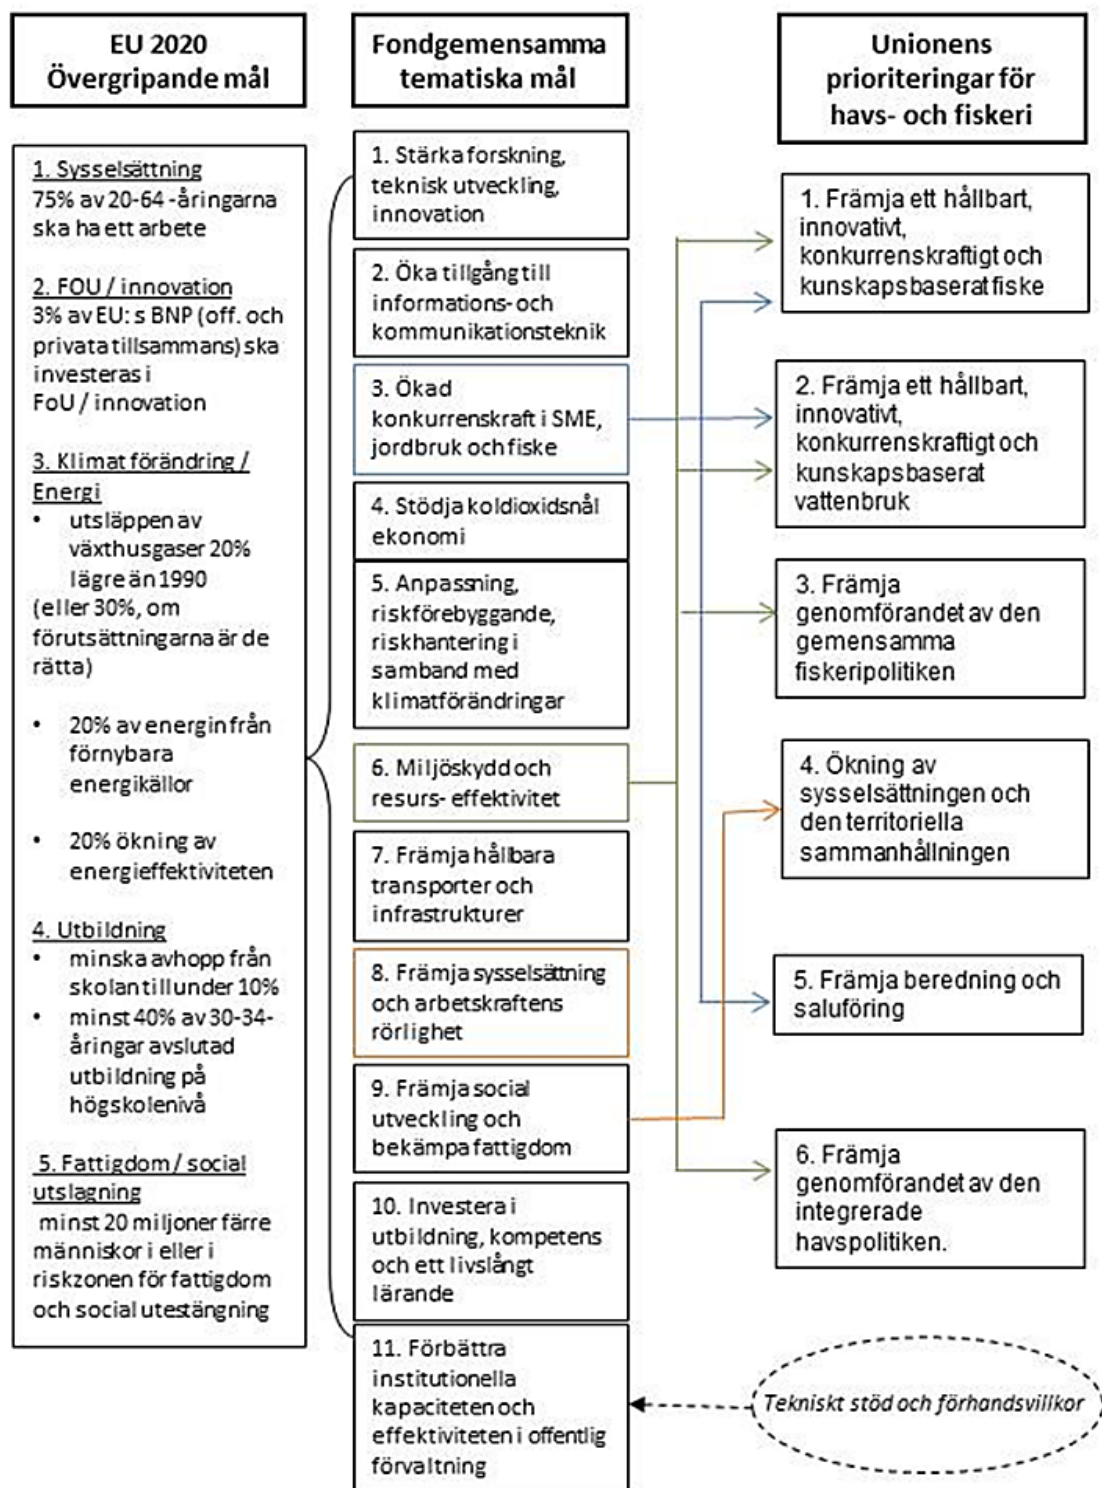 EU 2020
Övergripande mål
1. Sysselsättning
75% av 20-64 -åringarna
ska ha ett arbete
2. FOU / innovation
3% av EU: s BNP (off. och
privata tillsammans) ska
investeras i
FoU / innovation
3. Klimat förändring /
Energi
• utsläppen av
växthusgaser 20%
lägre än 1990
(eller 30%, om
förutsättningarna är de
rätta)
• 20% av energin från
förnybara
energikällor
• 20% ökning av
energieffektiviteten
4. Utbildning
• minska avhopp från
skolan till under 10%
• minst 40% av 30-34-
åringar avslutad
utbildning på
högskolenivå
5. Fattigdom / social
utslagning
minst 20 miljoner färre
människor i eller i
riskzonen för fattigdom
och social utestängning
Fondgemensamma
tematiska mål
1. Stärka forskning,
teknisk utveckling,
innovation
2. Öka tillgång till
informations- och
kommunikationsteknik
3. Ökad
konkurrenskraft i SME,
jordbruk och fiske
4. Stödja koldioxidsnål
ekonomi
5. Anpassning,
riskförebyggande,
riskhantering i
samband med
klimatförändringar
6. Miljöskydd och
resurs- effektivitet
7. Främja hållbara
transporter och
infrastrukturer
8. Främja sysselsättning
och arbetskraftens
rörlighet
9. Främja social
utveckling och
bekämpa fattigdom
10. Investera i
utbildning, kompetens
och ett livslångt
lärande
11. Förbättra
institutionella
kapaciteten och
effektiviteten i offentlig
förvaltning
Unionens
prioriteringar för
havs- och fiskeri
1. Främja ett hållbart,
innovativt,
konkurrenskraftigt och
kunskapsbaserat fiske
2. Främja ett hållbart,
innovativt,
konkurrenskraftigt och
kunskapsbaserat
vattenbruk
3. Främja
genomförandet av den
gemensamma
fiskeripolitiken
4. Ökning av
sysselsättningen och
den territoriella
sammanhållningen
5. Främja beredning och
saluföring
6. Främja
genomförandet av den
integrerade
havspolitiken.
Tekniskt stöd och förhandsvillkor